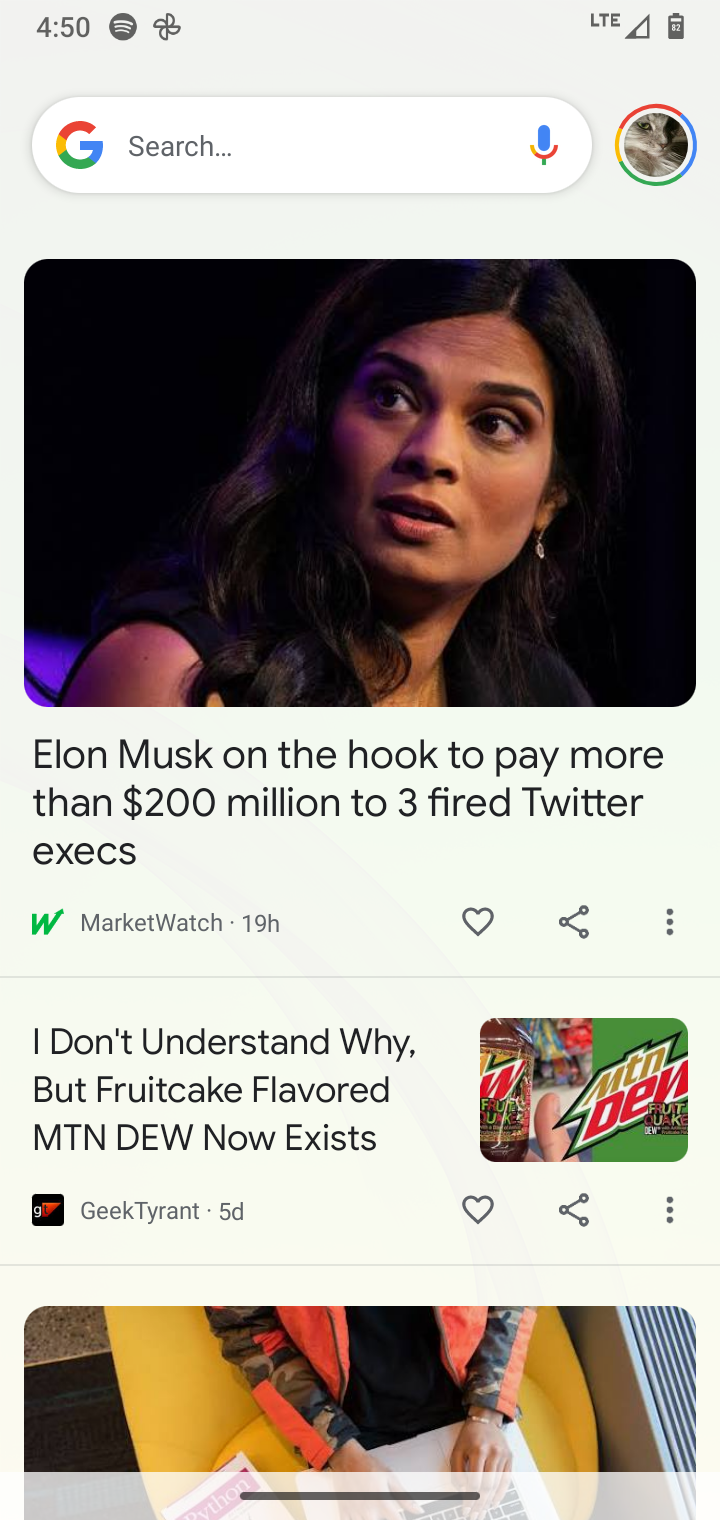 4:50
LTE
82
Search...
Elon Musk on the hook to pay more
than $200 million to 3 fired Twitter
execs
MarketWatch · 19h
I Don't Understand Why,
But Fruitcake Flavored
MTN DEW Now Exists
Mtn
DEW
FRUIT
QUAKE
gt
GeekTyrant · 5d
Python